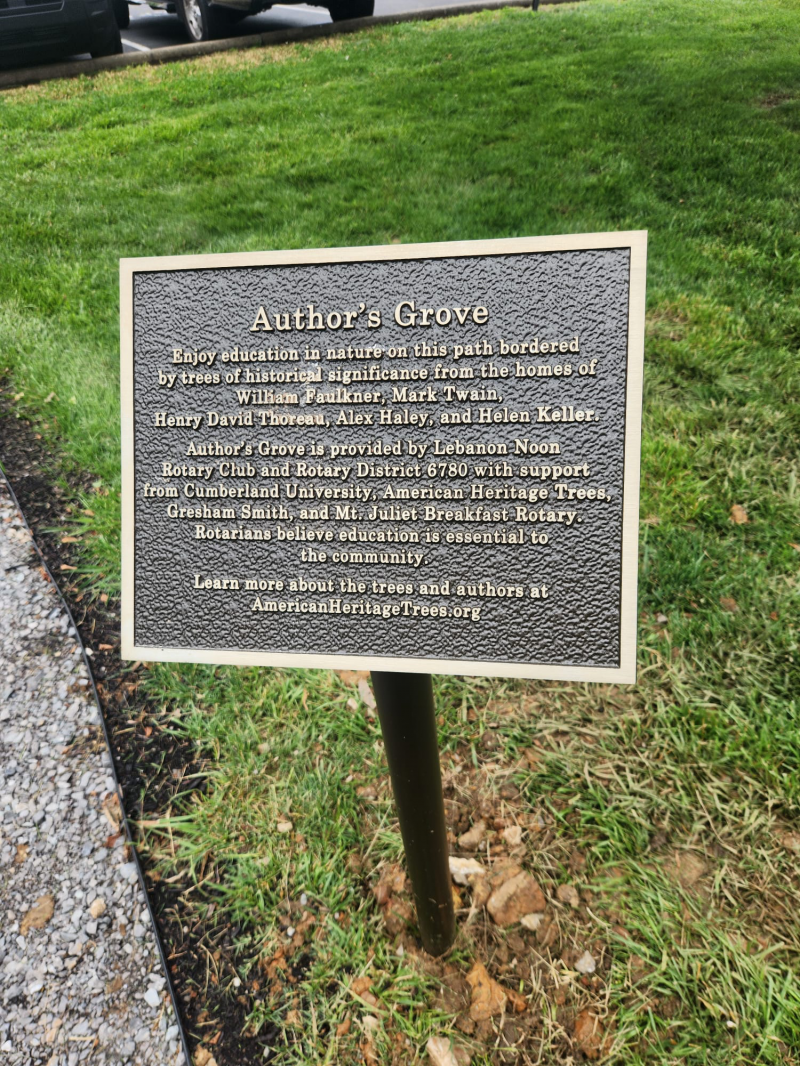 Author's Grove
Enjoy education in nature on this path bordered
by trees of historical significance from the homes of
William Faulkner, Mark Twain,
Henry David Thoreau, Alex Haley, and Helen Keller.
Author's Grove is provided by Lebanon Noon
Rotary Club and Rotary District 6780 with support
from Cumberland University, American Heritage Trees,
Gresham Smith, and Mt. Juliet Breakfast Rotary.
Rotarians believe education is essential to
the community.
Learn more about the trees and authors at
AmericanHeritageTrees.org